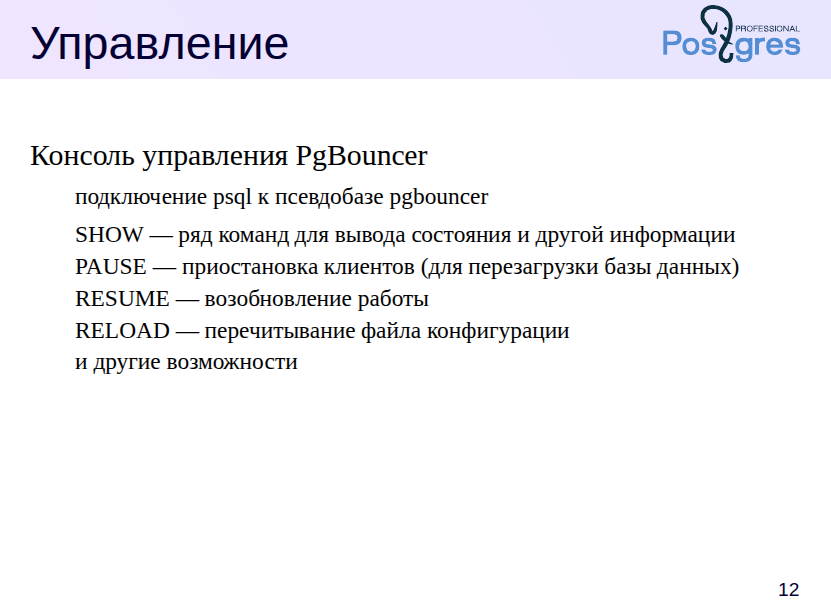 Управление
PROFESSIONAL
Postgres
Консоль управления PgBouncer
подключение psql к псевдобазе pgbouncer
SHOW — ряд команд для вывода состояния и другой информации
PAUSE — приостановка клиентов (для перезагрузки базы данных)
RESUME — возобновление работы
RELOAD — перечитывание файла конфигурации
и другие возможности
12